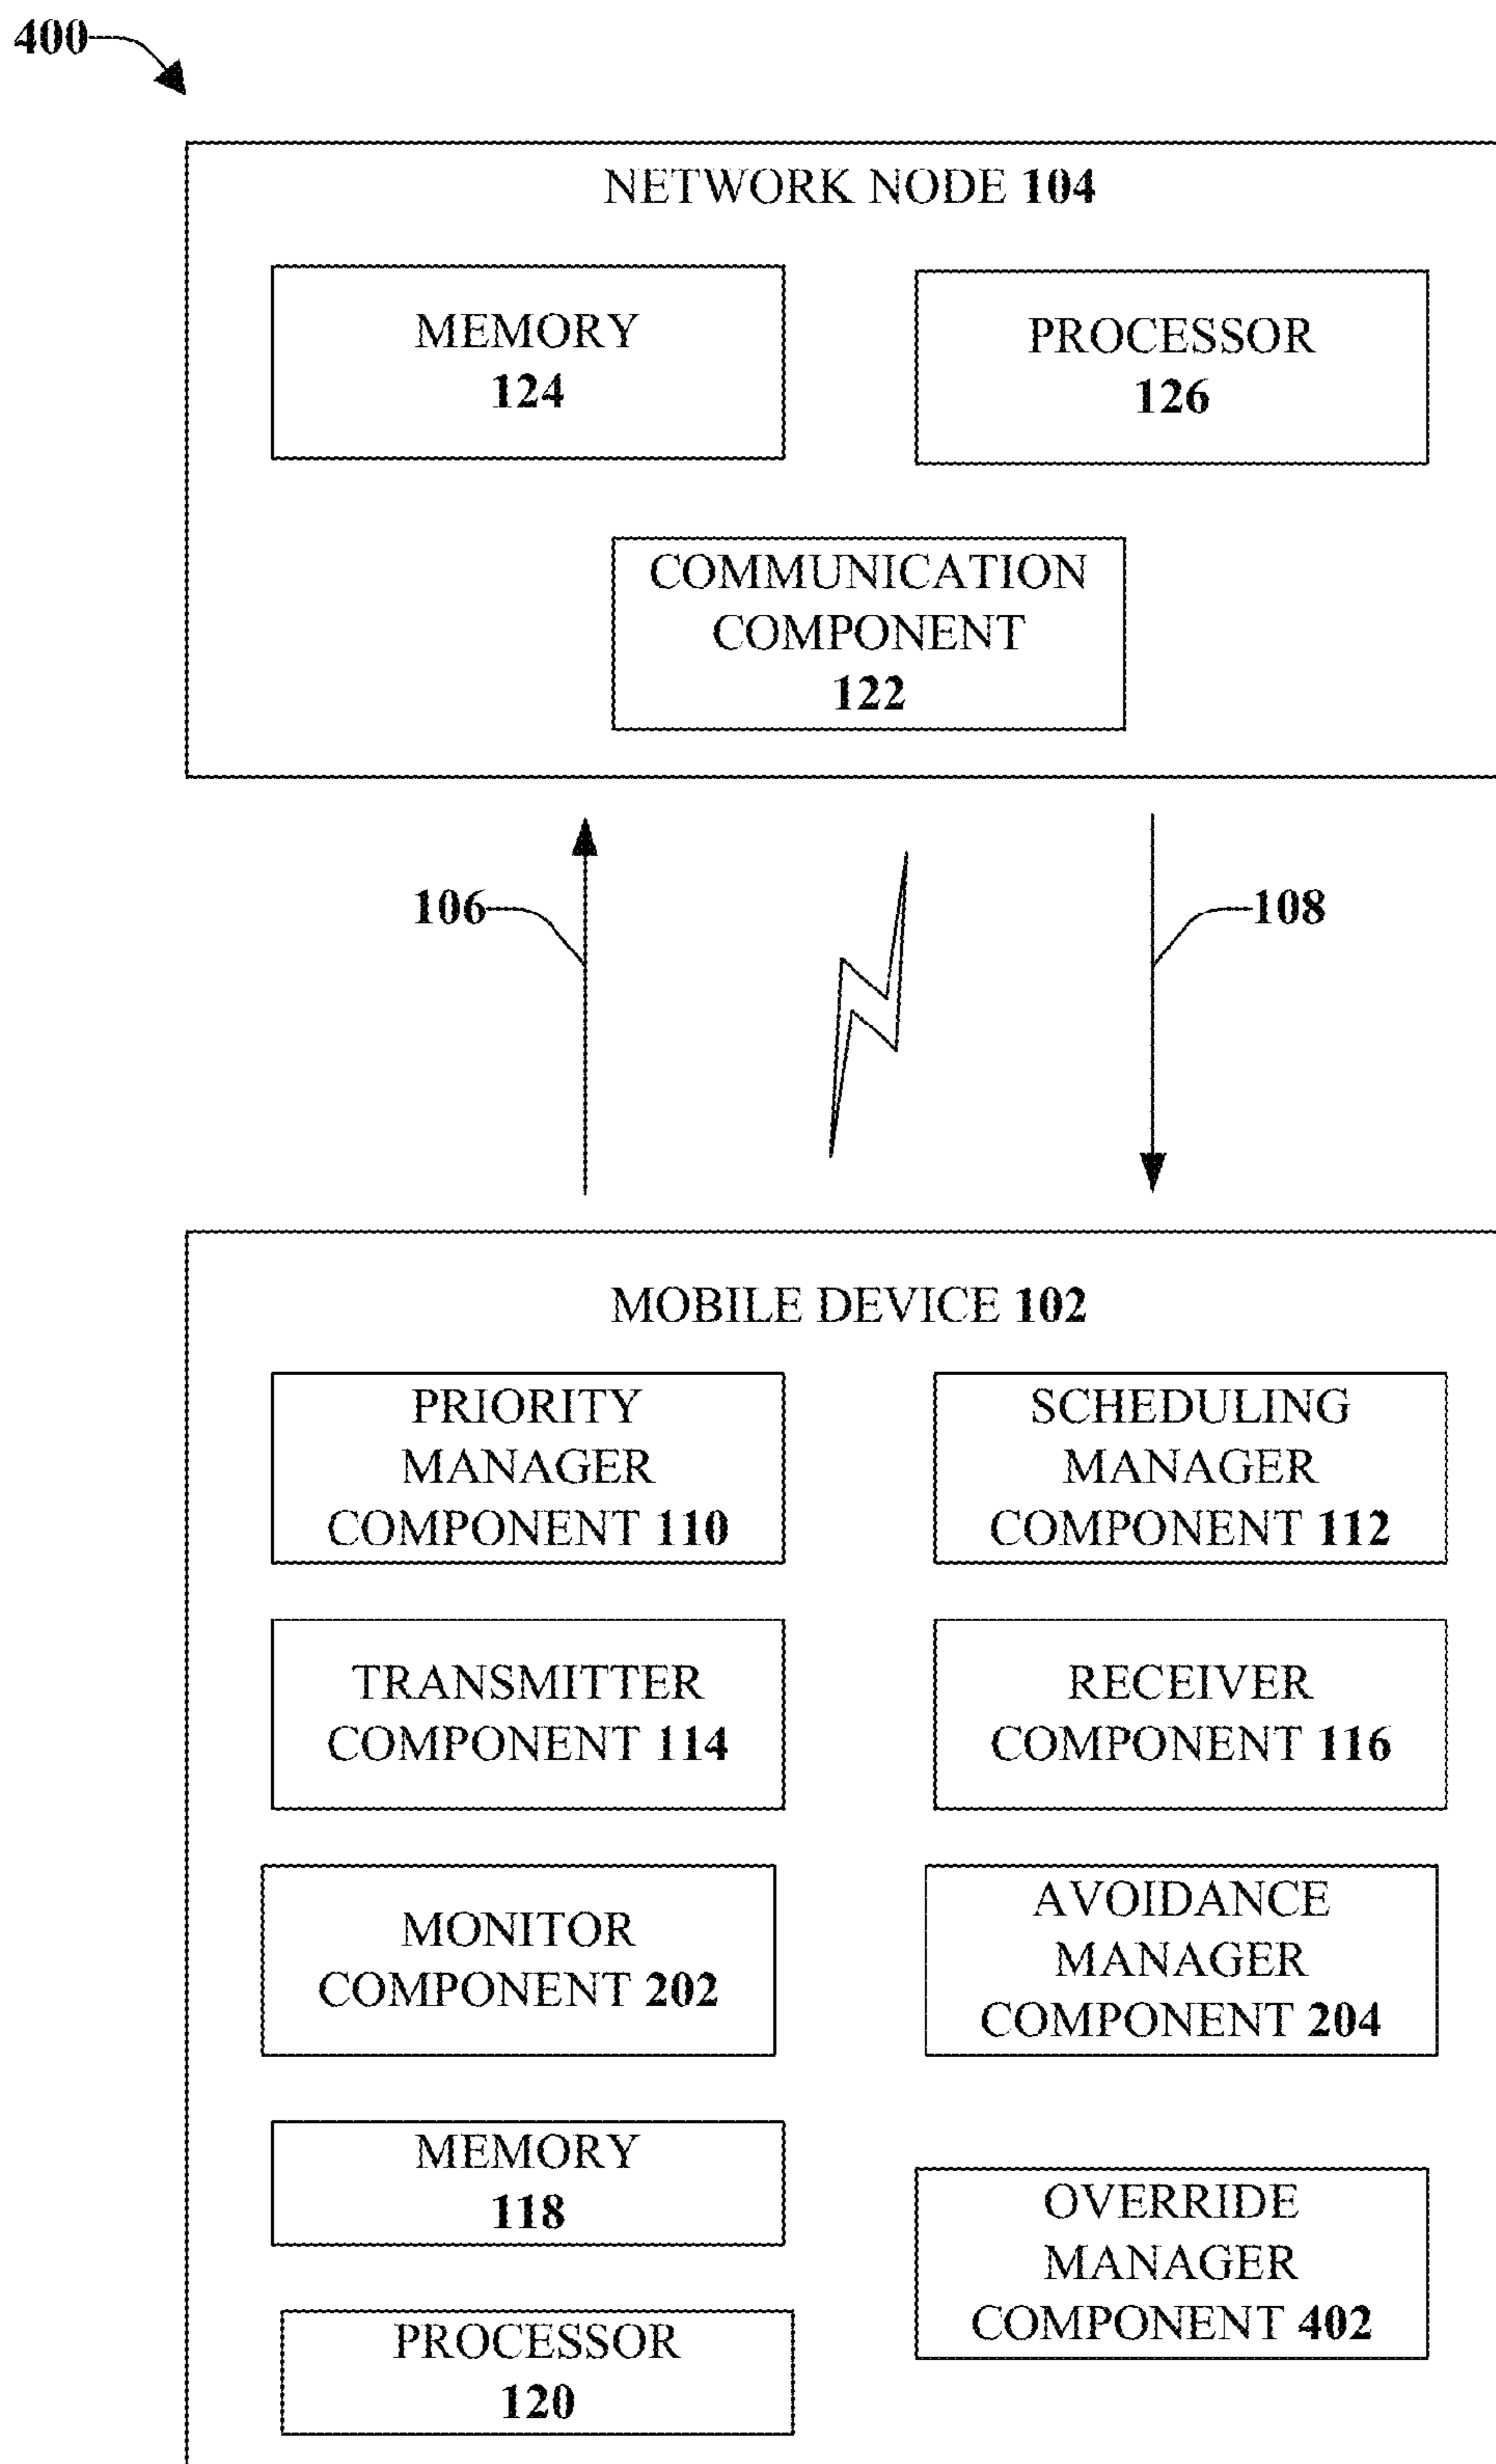 400
NETWORK NODE 104
MEMORY
124
PROCESSOR
126
COMMUNICATION
COMPONENT
122
106
108
MOBILE DEVICE 102
PRIORITY
MANAGER
COMPONENT 110
SCHEDULING
MANAGER
COMPONENT 112
TRANSMITTER
COMPONENT 114
RECEIVER
COMPONENT 116
MONITOR
COMPONENT 202
AVOIDANCE
MANAGER
COMPONENT 204
MEMORY
118
OVERRIDE
MANAGER
COMPONENT 402
PROCESSOR
120